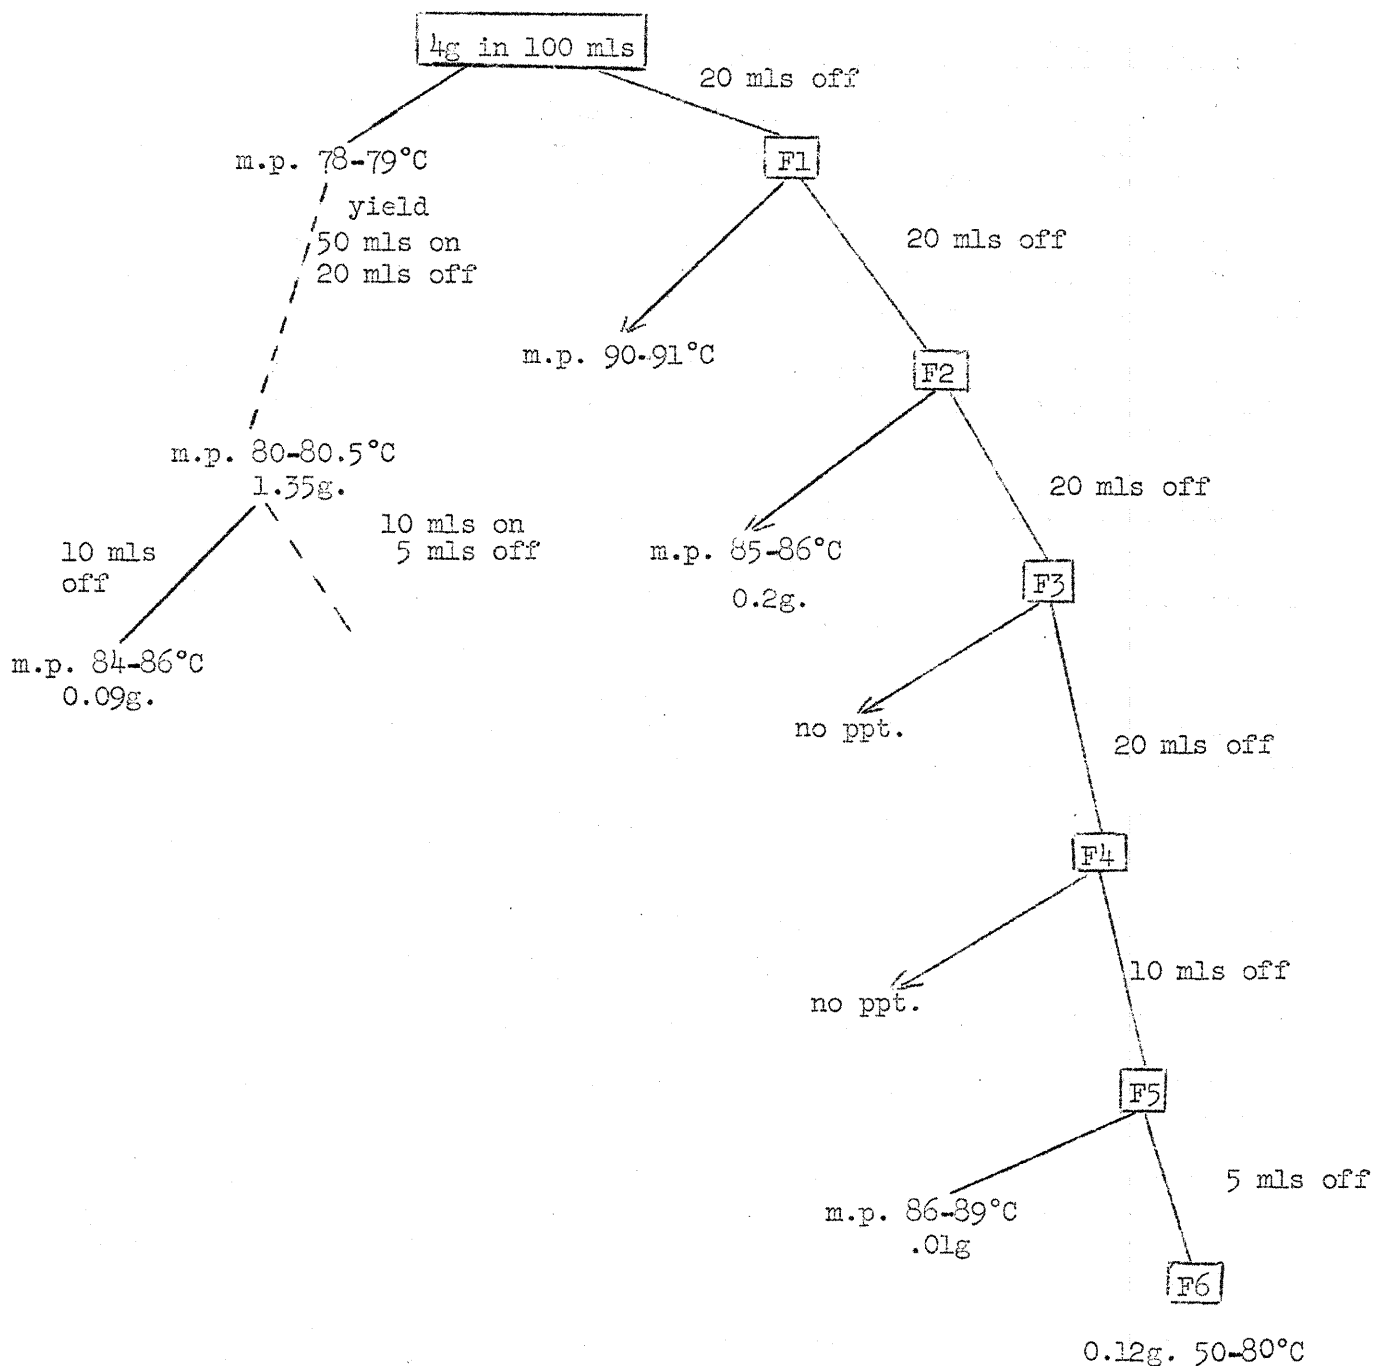 4g in 100 mls
20 mls off
m.p. 78-79°C
F1
yield
50 mls on
20 mls off
20 mls off
m.p. 90-91°C
F2
m.p. 80-80.5°C
1.35g.
20 mls off
10 mls on
5 mls off
10 mls
off
m.p. 85-86°C
0.2g.
F3
m.p. 84-86°C
0.09g.
no ppt.
20 mls off
F4
10 mls off
no ppt.
F5
5 mls off
m.p. 86-89°C
.01g
F6
0.12g. 50-80°C